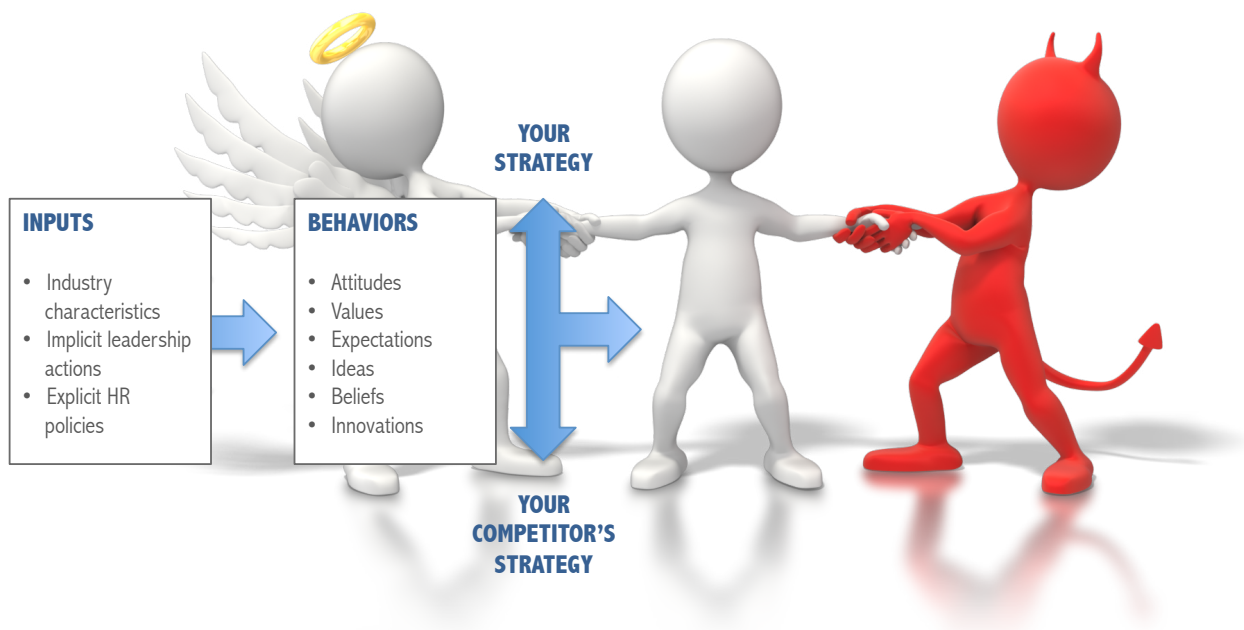 INPUTS
• Industry
characteristics
• Implicit leadership
actions
• Explicit HR
policies
BEHAVIORS
• Attitudes
• Values
• Expectations
• Ideas
• Beliefs
• Innovations
YOUR
STRATEGY
YOUR
COMPETITOR’S
STRATEGY